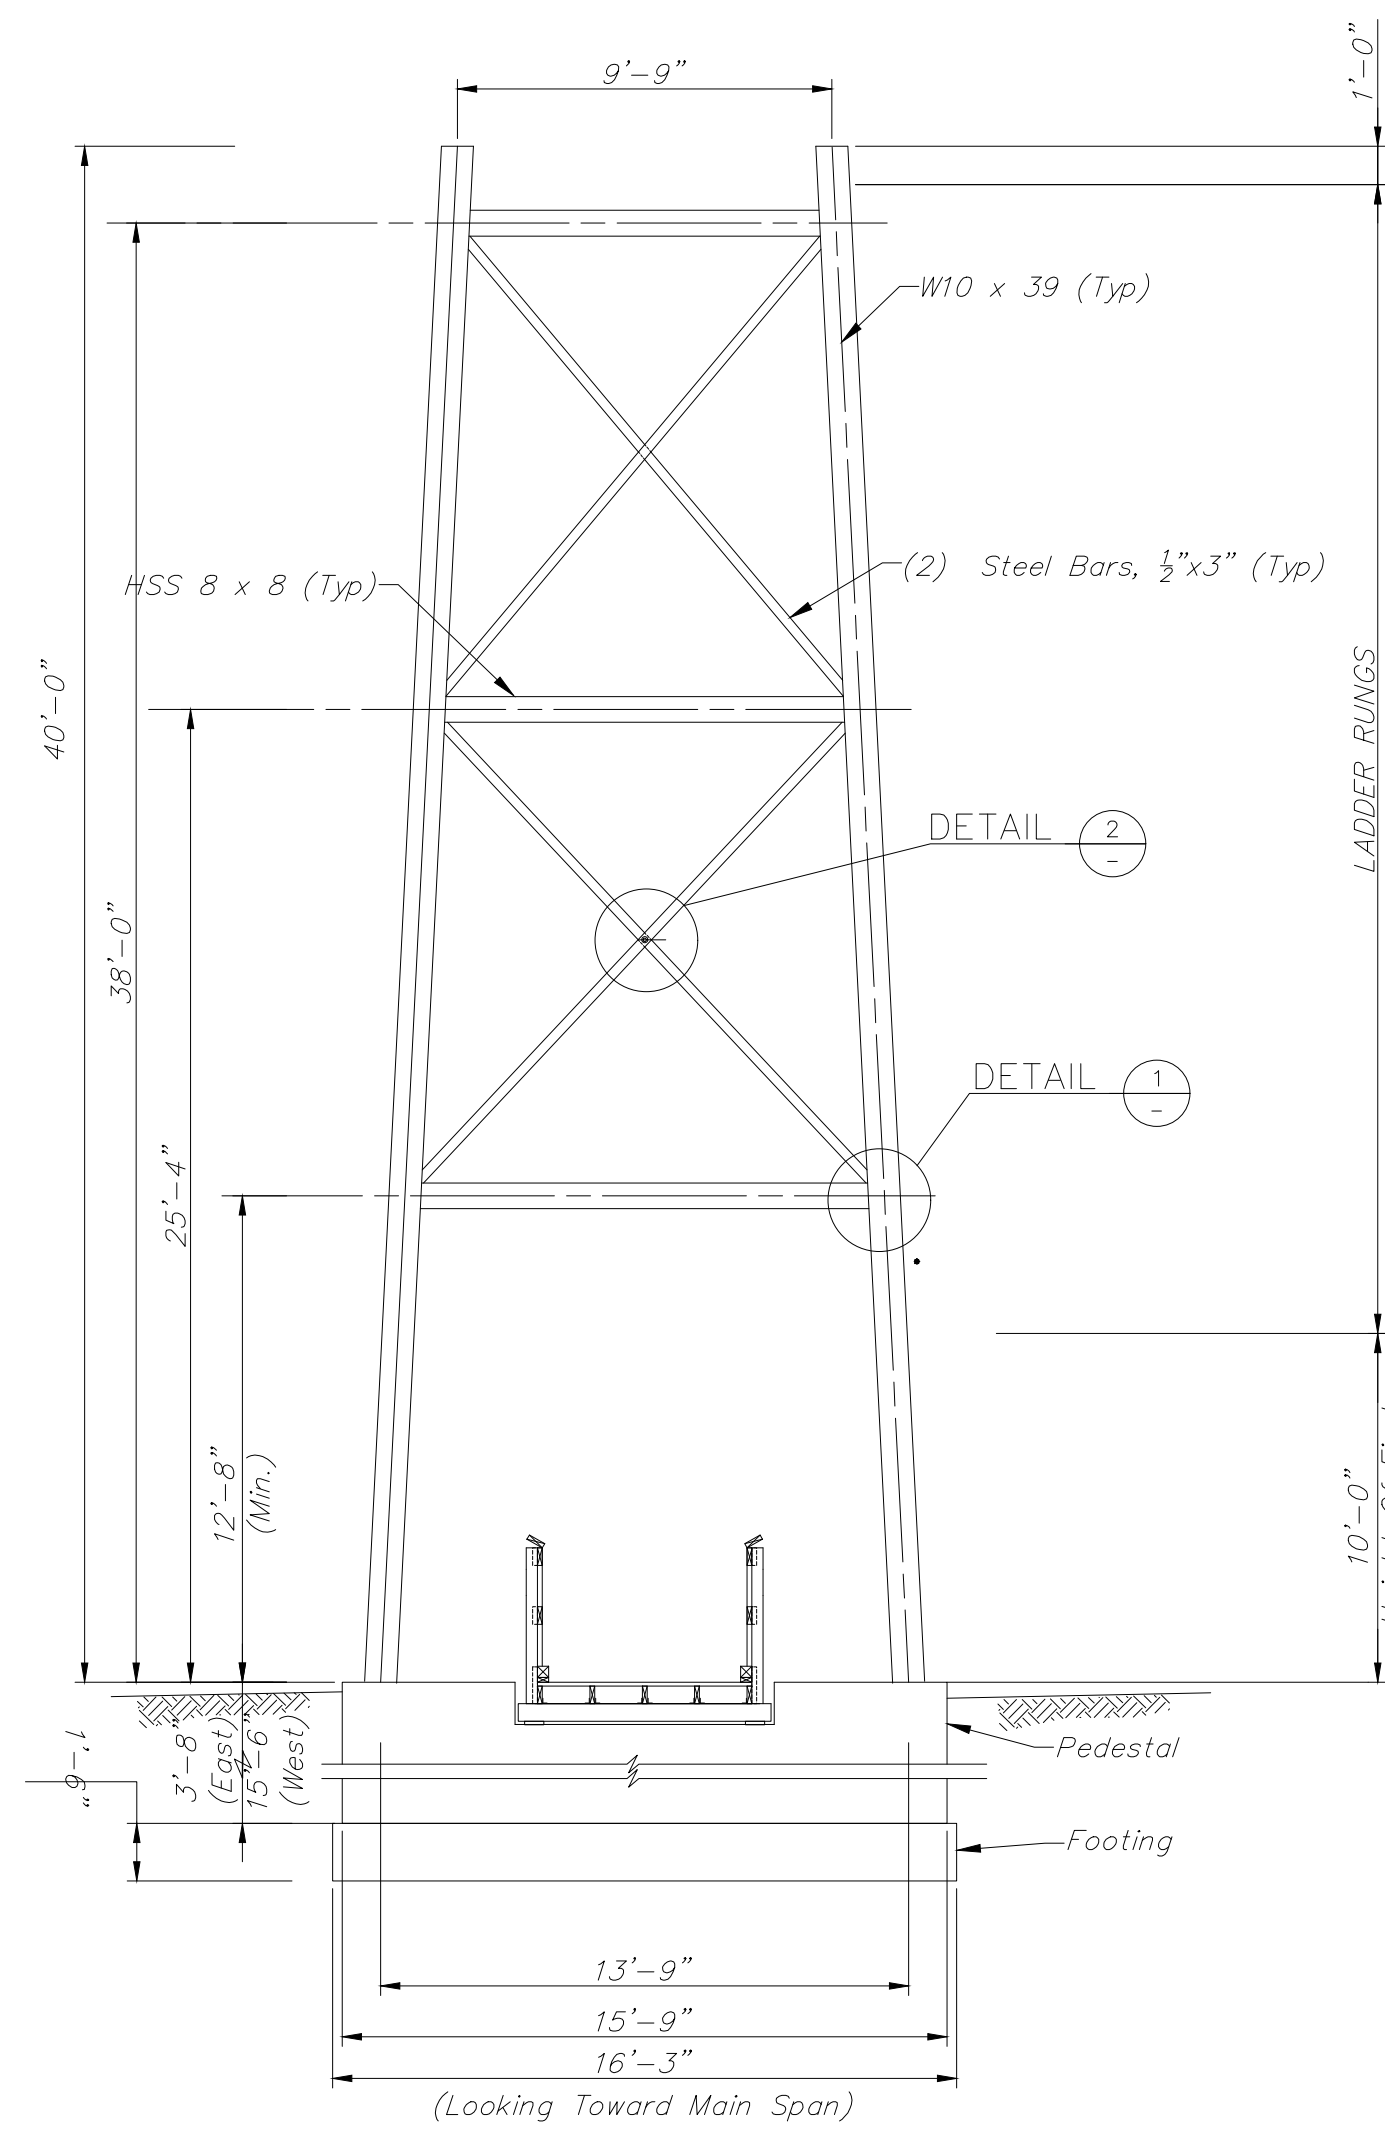 9'-9"
1'-0"
W10 x 39 (Typ)
(2) Steel Bars, ½"x3" (Typ)
HSS 8 x 8 (Typ)
40'-0"
LADDER RUNGS
DETAIL 2
-
38'-0"
DETAIL 1
-
25'-4"
12'-8"
(Min.)
10'-0"
1'-6"
3'-8"
(East)
15'-6"
(West)
Pedestal
Footing
13'-9"
15'-9"
16'-3"
(Looking Toward Main Span)